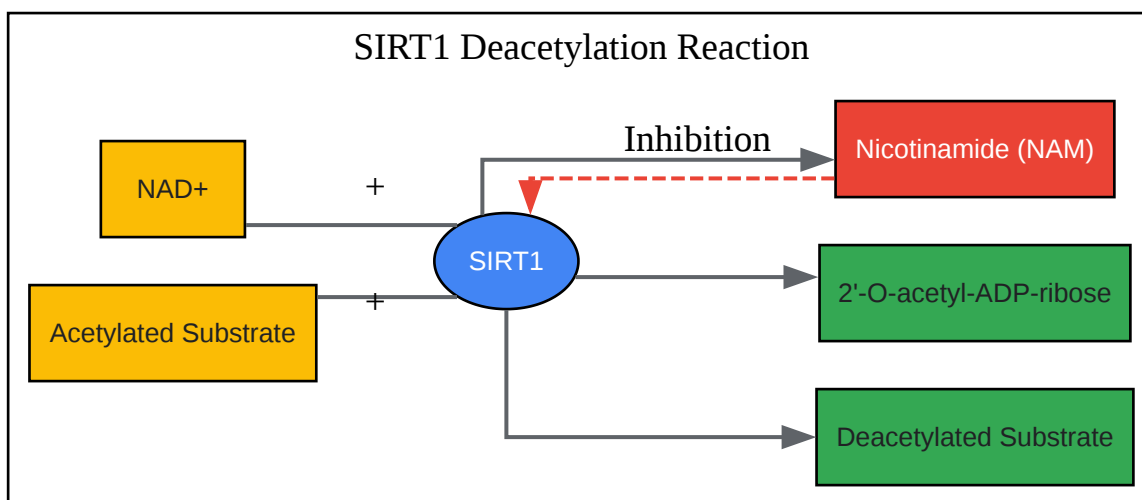 SIRT1 Deacetylation Reaction
Inhibition
Nicotinamide (NAM)
NAD+
+
SIRT1
2'-O-acetyl-ADP-ribose
+
Acetylated Substrate
Deacetylated Substrate